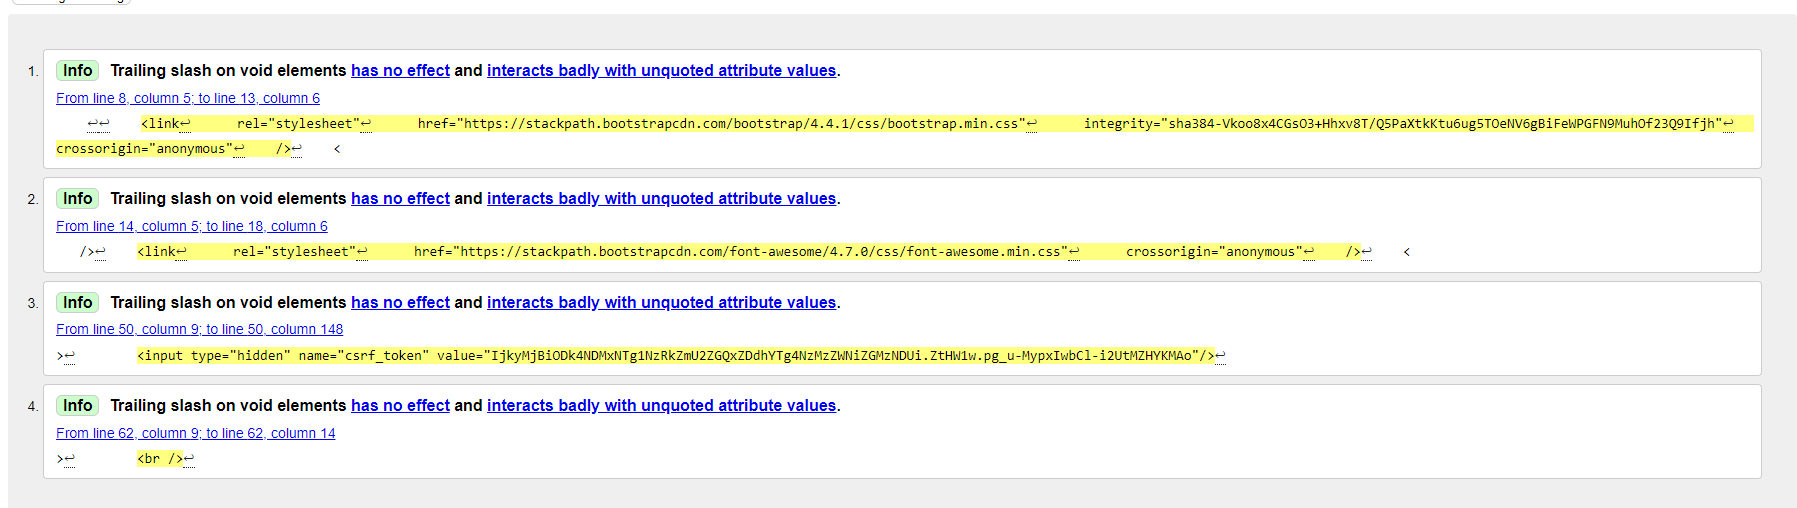 1. Info Trailing slash on void elements has no effect and interacts badly with unquoted attribute values.
From line 8, column 5; to line 13, column 6
↩↩ <link↩ rel="stylesheet"↩ href="https://stackpath.bootstrapcdn.com/bootstrap/4.4.1/css/bootstrap.min.css"↩ integrity="sha384-Vkoo8x4CGsO3+Hhxv8T/Q5PaXtkKtu6ug5TOeNV6gBiFeWPGFN9MuhOf23Q9Ifjh"↩
crossorigin="anonymous"↩ />↩ <
2. Info Trailing slash on void elements has no effect and interacts badly with unquoted attribute values.
From line 14, column 5; to line 18, column 6
/>↩ <link↩ rel="stylesheet"↩ href="https://stackpath.bootstrapcdn.com/font-awesome/4.7.0/css/font-awesome.min.css"↩ crossorigin="anonymous"↩ />↩ <
3. Info Trailing slash on void elements has no effect and interacts badly with unquoted attribute values.
From line 50, column 9; to line 50, column 148
>↩ <input type="hidden" name="csrf_token" value="IjkyMjBiODk4NDMxNTg1NzRkZmU2ZGQxZDdhYTg4NzMzZWNiZGMzNDUi.ZtHW1w.pg_u-MypxIwbCl-i2UtMZHYKMAo"/>↩
4. Info Trailing slash on void elements has no effect and interacts badly with unquoted attribute values.
From line 62, column 9; to line 62, column 14
>↩ <br />↩